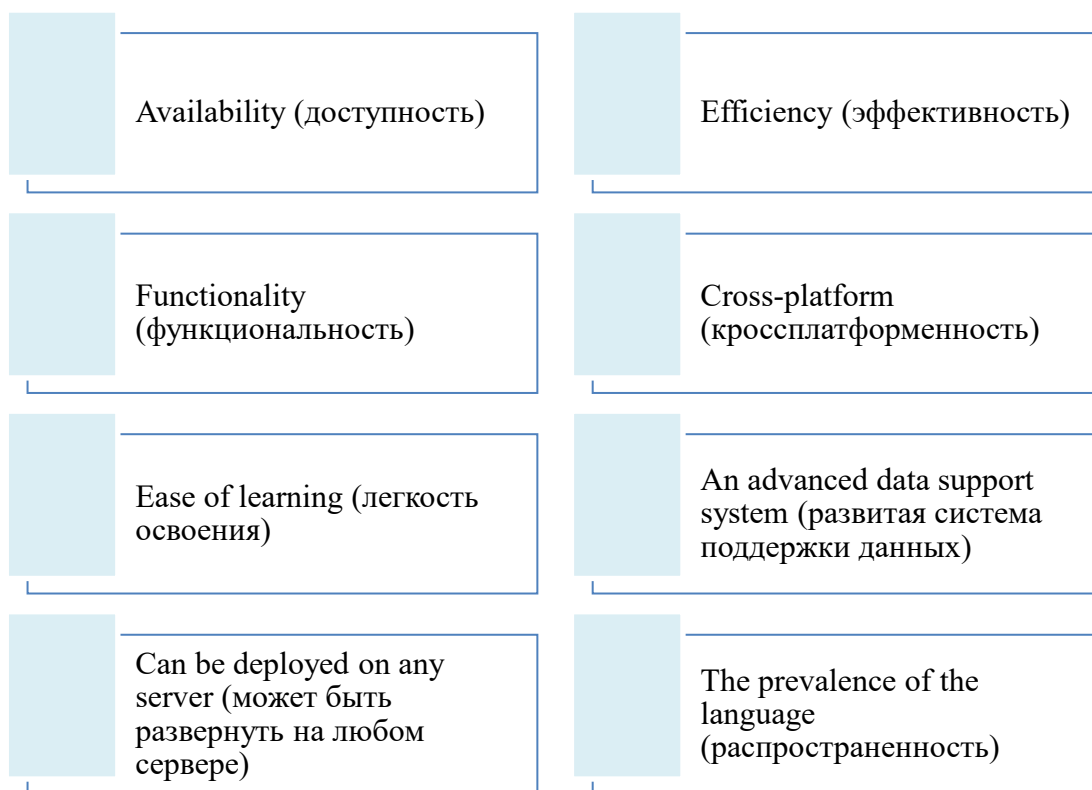 Availability (доступность)
Efficiency (эффективность)
Functionality
(функциональность)
Cross-platform
(кроссплатформенность)
Ease of learning (легкость
освоения)
An advanced data support
system (развитая система
поддержки данных)
Can be deployed on any
server (может быть
развернуть на любом
сервере)
The prevalence of the
language
(распространенность)